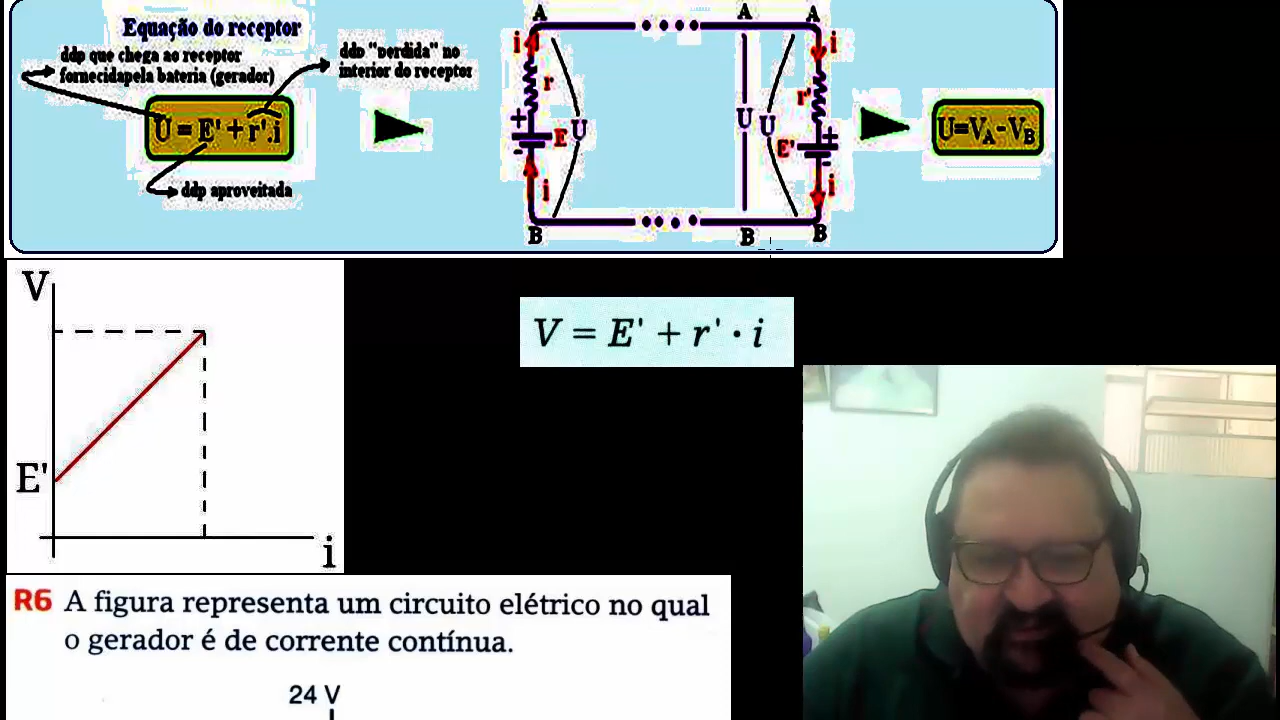 Equação do receptor
ddp que chega ao receptor
fornecidapela bateria (gerador)
U = E' + r'.i
ddp aproveitada
ddp "perdida" no
interior do receptor
A
A
A
i
i
r
r'
+
E
-
U
U
U
E'
+
-
i
i
B
B
B
U=VA-VB
V
E'
i
V = E' + r' · i
R6 A figura representa um circuito elétrico no qual
o gerador é de corrente contínua.
24 V